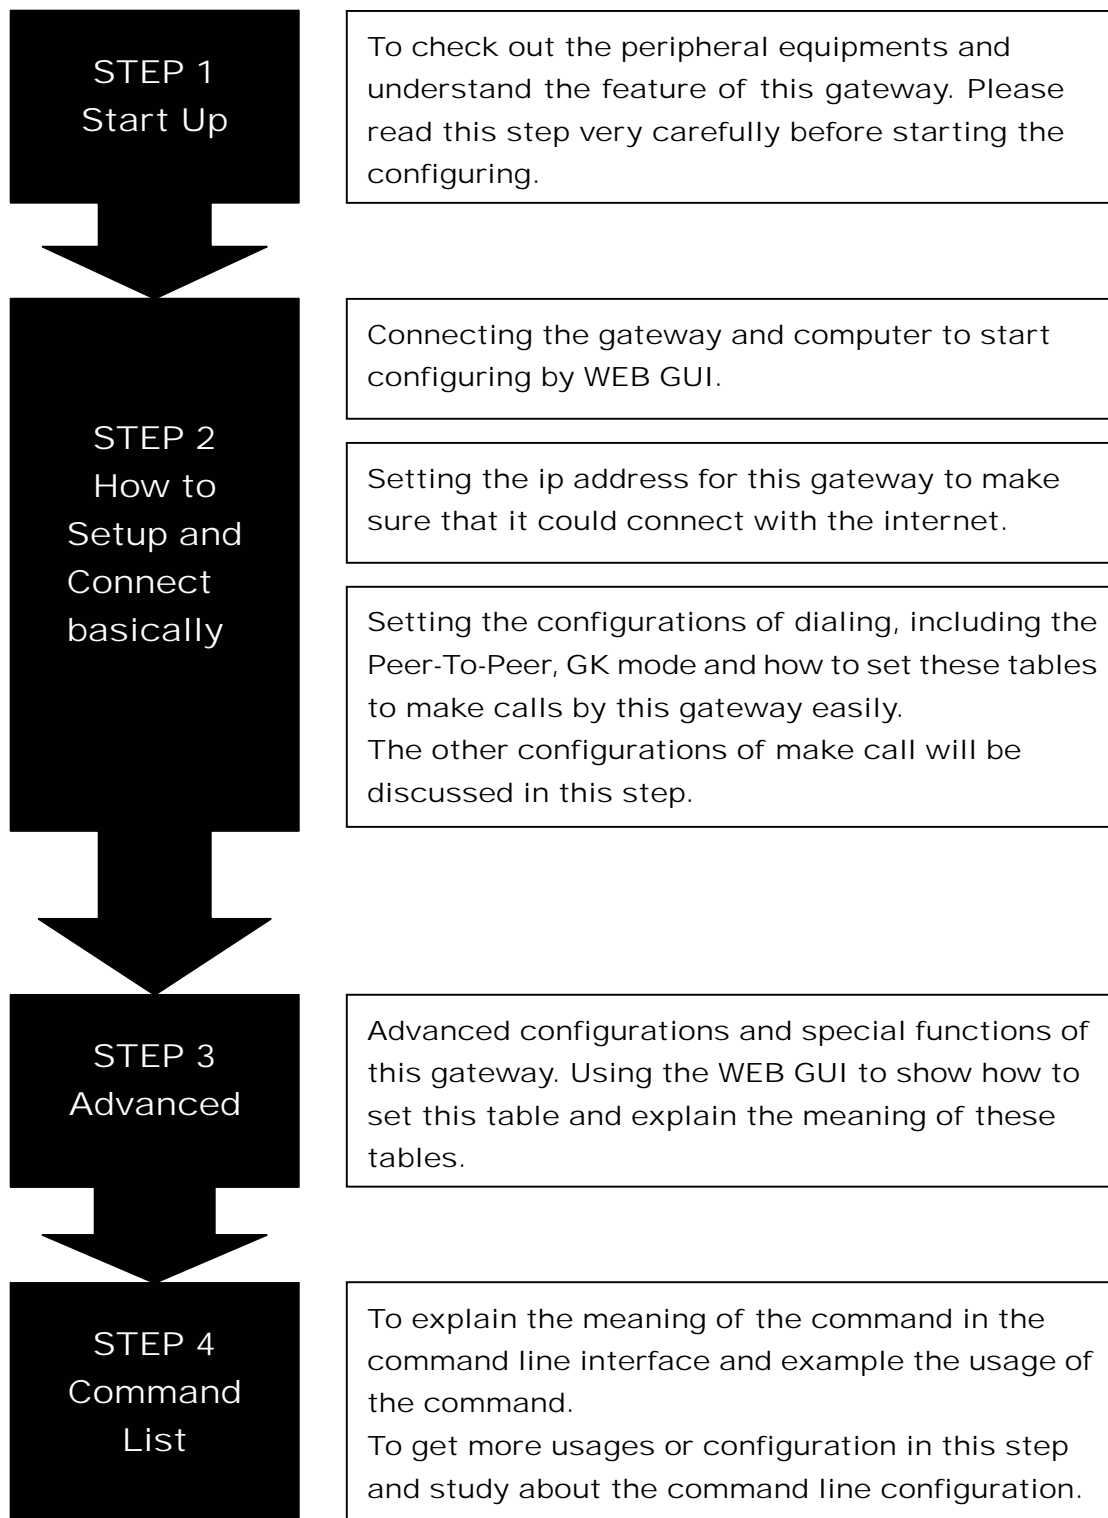 STEP 1
Start Up
To check out the peripheral equipments and
understand the feature of this gateway. Please
read this step very carefully before starting the
configuring.
STEP 2
How to
Setup and
Connect
basically
Connecting the gateway and computer to start
configuring by WEB GUI.
Setting the ip address for this gateway to make
sure that it could connect with the internet.
Setting the configurations of dialing, including the
Peer-To-Peer, GK mode and how to set these tables
to make calls by this gateway easily.
The other configurations of make call will be
discussed in this step.
STEP 3
Advanced
Advanced configurations and special functions of
this gateway. Using the WEB GUI to show how to
set this table and explain the meaning of these
tables.
STEP 4
Command
List
To explain the meaning of the command in the
command line interface and example the usage of
the command.
To get more usages or configuration in this step
and study about the command line configuration.